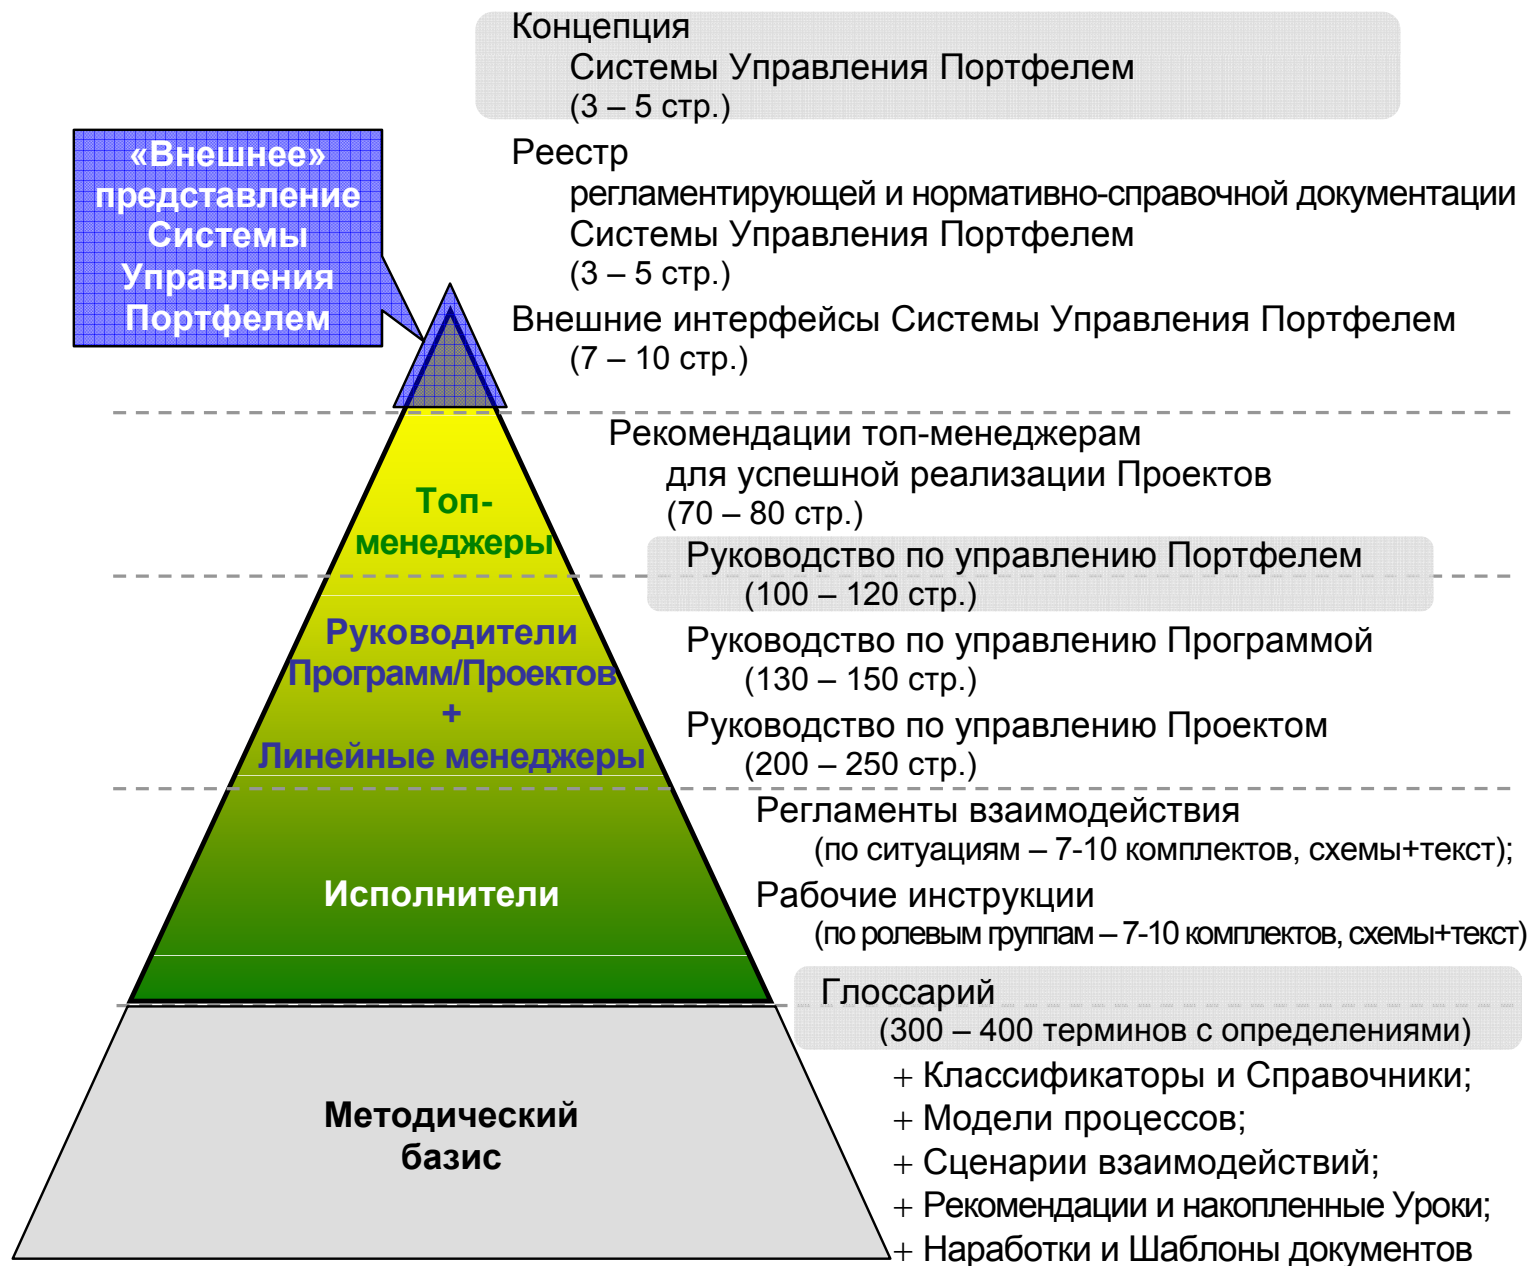 Концепция
Системы Управления Портфелем
(3 – 5 стр.)
«Внешнее»
представление
Системы
Управления
Портфелем
Реестр
регламентирующей и нормативно-справочной документации
Системы Управления Портфелем
(3 – 5 стр.)
Внешние интерфейсы Системы Управления Портфелем
(7 – 10 стр.)
Топ-
менеджеры
Рекомендации топ-менеджерам
для успешной реализации Проектов
(70 – 80 стр.)
Руководство по управлению Портфелем
(100 – 120 стр.)
Руководители
Программ/Проектов
+
Линейные менеджеры
Руководство по управлению Программой
(130 – 150 стр.)
Руководство по управлению Проектом
(200 – 250 стр.)
Исполнители
Регламенты взаимодействия
(по ситуациям – 7-10 комплектов, схемы+текст);
Рабочие инструкции
(по ролевым группам – 7-10 комплектов, схемы+текст)
Методический
базис
Глоссарий
(300 – 400 терминов с определениями)
+ Классификаторы и Справочники;
+ Модели процессов;
+ Сценарии взаимодействий;
+ Рекомендации и накопленные Уроки;
+ Наработки и Шаблоны документов